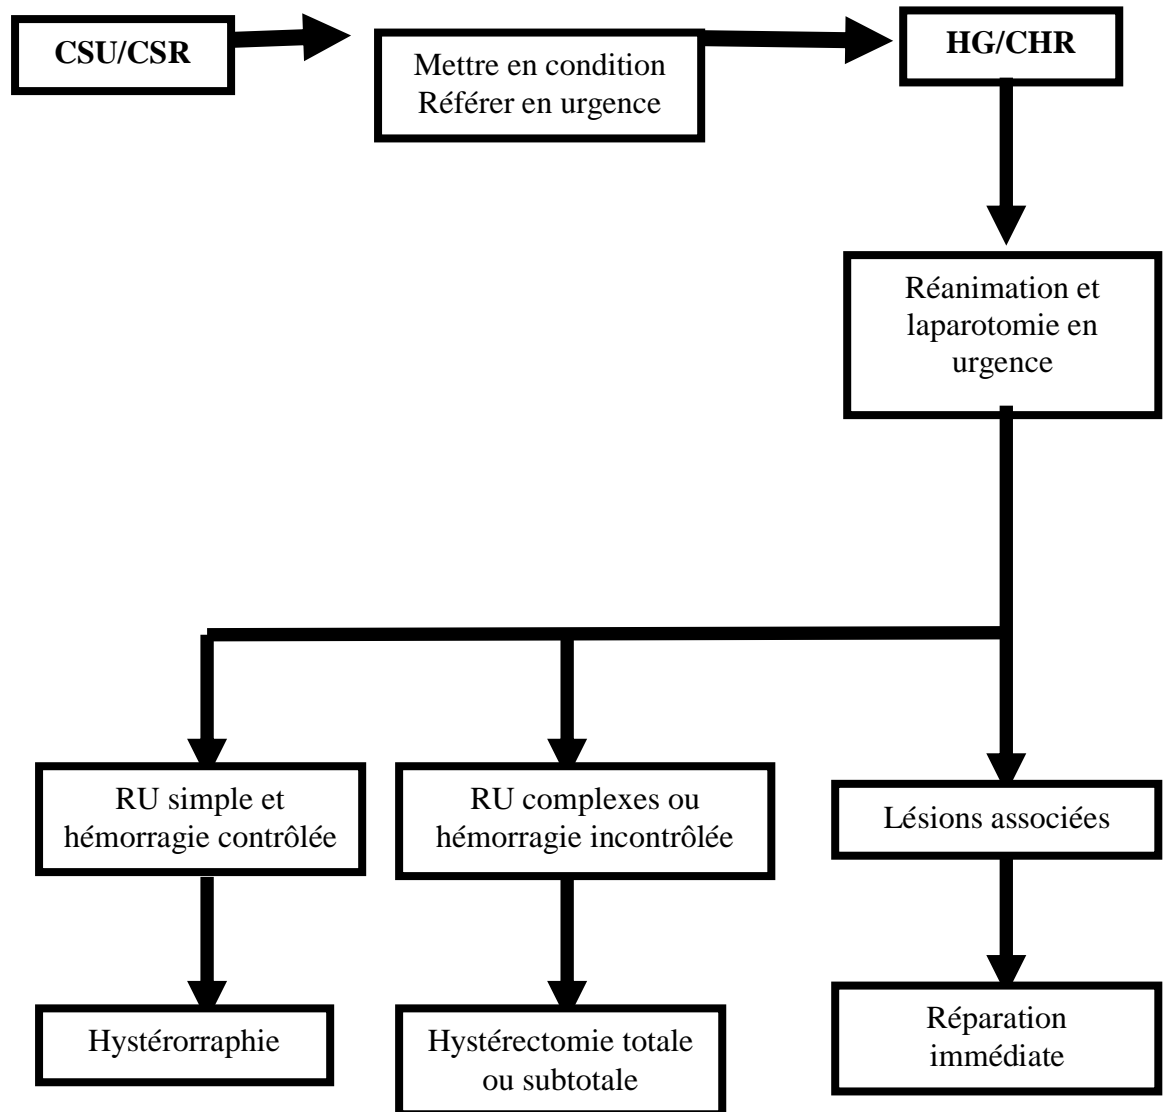 CSU/CSR
Mettre en condition
Référer en urgence
HG/CHR
Réanimation et
laparotomie en
urgence
RU simple et
hémorragie contrôlée
RU complexes ou
hémorragie incontrôlée
Lésions associées
Hystérorraphie
Hystérectomie totale
ou subtotale
Réparation
immédiate